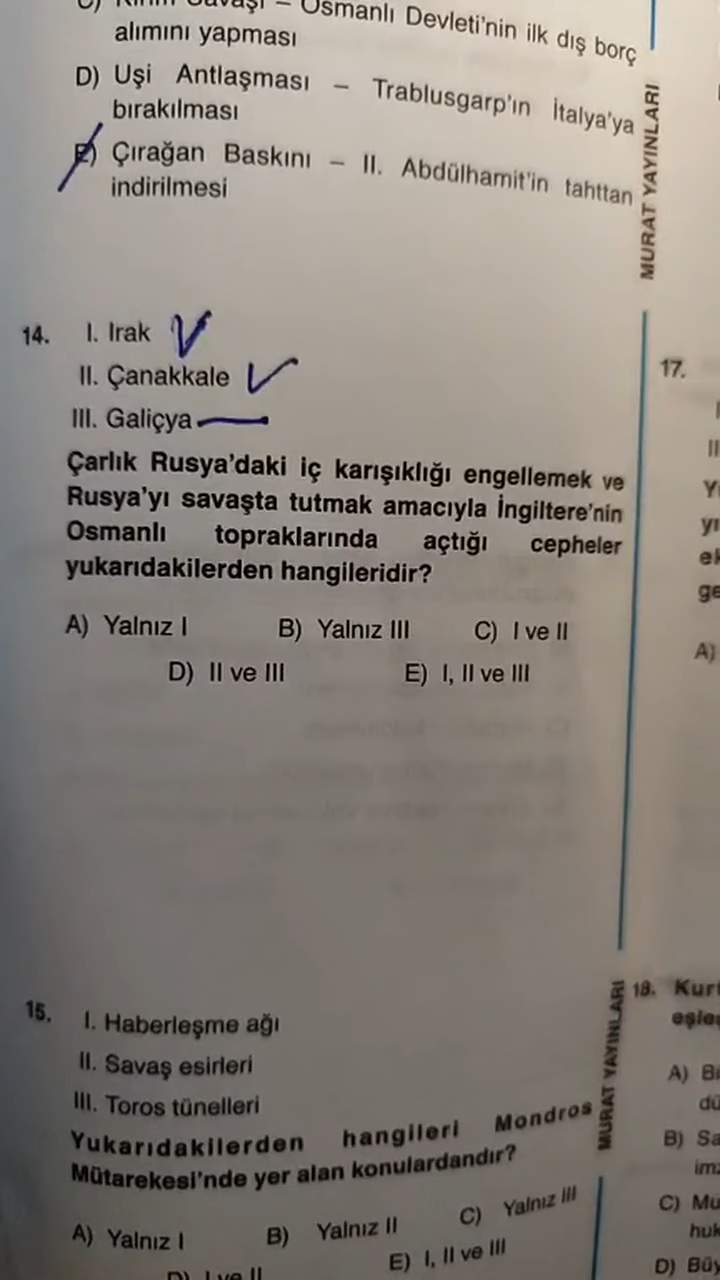 C) Kırım Savaşı – Osmanlı Devleti'nin ilk dış borç
alımını yapması
D) Uşi Antlaşması – Trablusgarp'ın İtalya'ya
bırakılması
E) Çırağan Baskını – II. Abdülhamit'in tahttan
indirilmesi
MURAT YAYINLARI
14. I. Irak
II. Çanakkale
III. Galiçya
Çarlık Rusya'daki iç karışıklığı engellemek ve
Rusya'yı savaşta tutmak amacıyla İngiltere'nin
Osmanlı topraklarında açtığı cepheler
yukarıdakilerden hangileridir?
A) Yalnız I B) Yalnız III C) I ve II
D) II ve III E) I, II ve III
15. I. Haberleşme ağı
II. Savaş esirleri
III. Toros tünelleri
Yukarıdakilerden hangileri Mondros
Mütarekesi'nde yer alan konulardandır?
A) Yalnız I B) Yalnız II C) Yalnız III
D) I ve II E) I, II ve III
MURAT YAYINLARI
17.
A)
18.
A)
B)
C)
D)